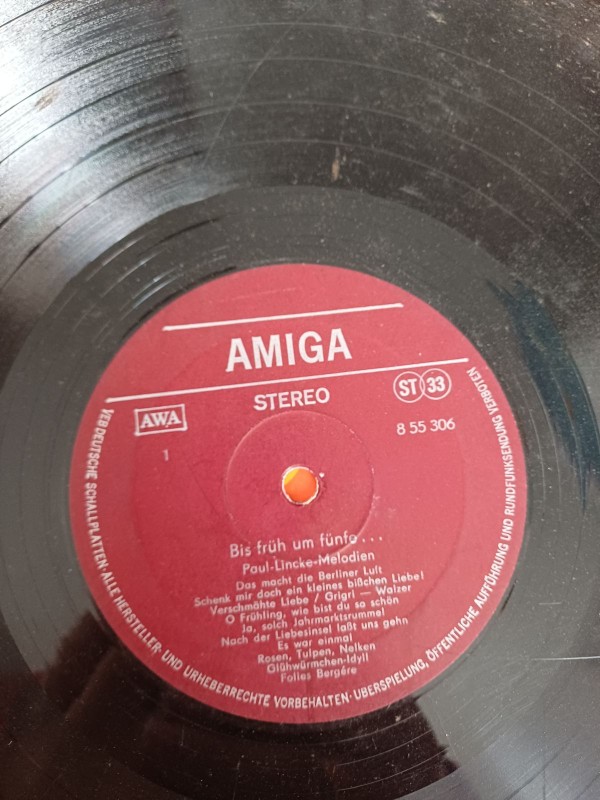 AMIGA
STEREO
ST 33
AWA
8 55 306
1
Bis früh um fünfe...
Paul-Lincke-Melodien
Das macht die Berliner Luft
Schenk mir doch ein kleines bißchen Liebe!
Verschmähte Liebe / Grigri — Walzer
O Frühling, wie bist du so schön
Ja, solch Jahrmarktsrummel
Nach der Liebesinsel laßt uns gehn
Es war einmal
Rosen, Tulpen, Nelken
Glühwürmchen-Idyll
Folies Bergére
VEB DEUTSCHE SCHALLPLATTEN·ALLE HERSTELLER- UND URHEBERRECHTE VORBEHALTEN·ÜBERSPIELUNG, ÖFFENTLICHE AUFFÜHRUNG UND RUNDFUNKSENDUNG VERBOTEN